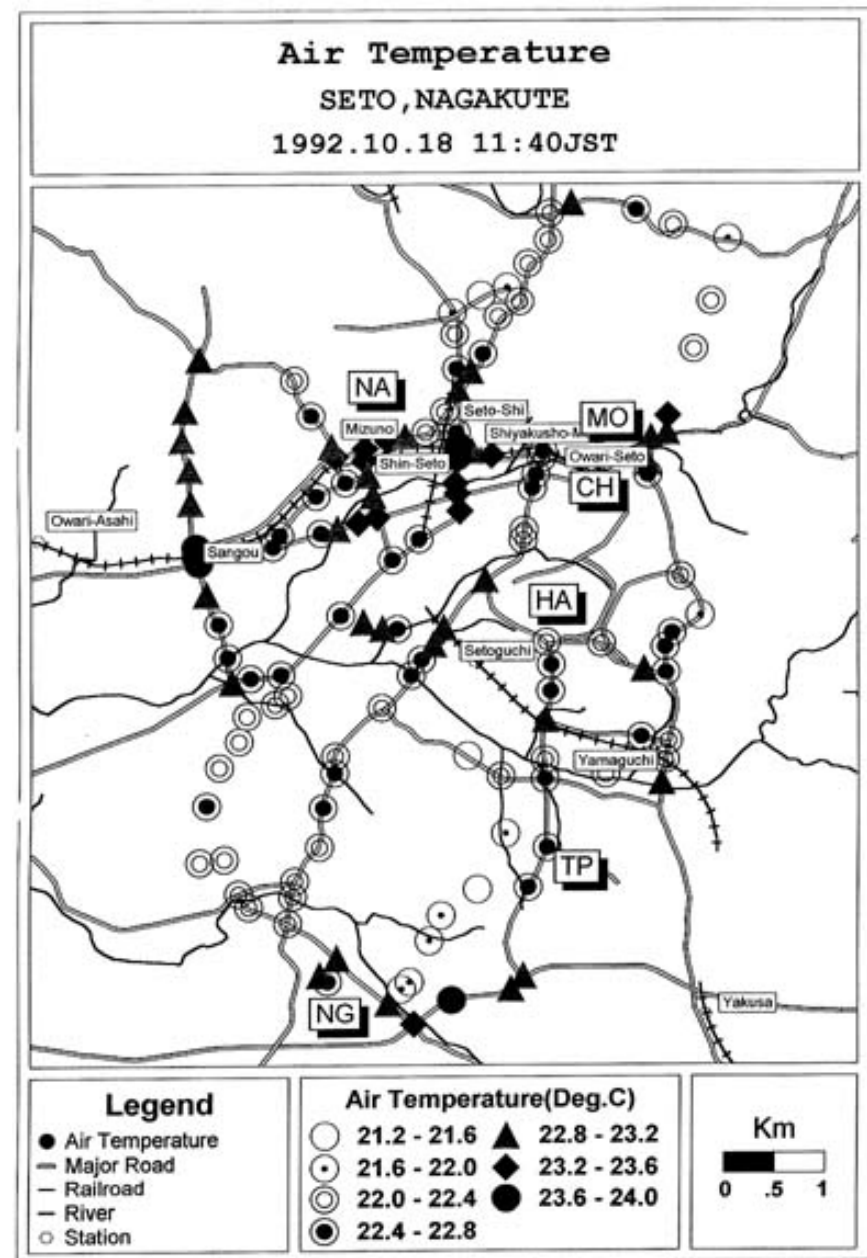 Air Temperature
SETO,NAGAKUTE
1992.10.18 11:40JST
NA
Seto-Shi
MO
Mizuno
Shiyakusho-M
Owari-Seto
Shin-Seto
CH
Owari-Asahi
Sangou
HA
Setoguchi
Yamaguchi
TP
NG
Yakusa
Legend
Air Temperature
Major Road
Railroad
River
Station
Air Temperature(Deg.C)
21.2 - 21.6
22.8 - 23.2
21.6 - 22.0
23.2 - 23.6
22.0 - 22.4
23.6 - 24.0
22.4 - 22.8
Km
0 .5 1